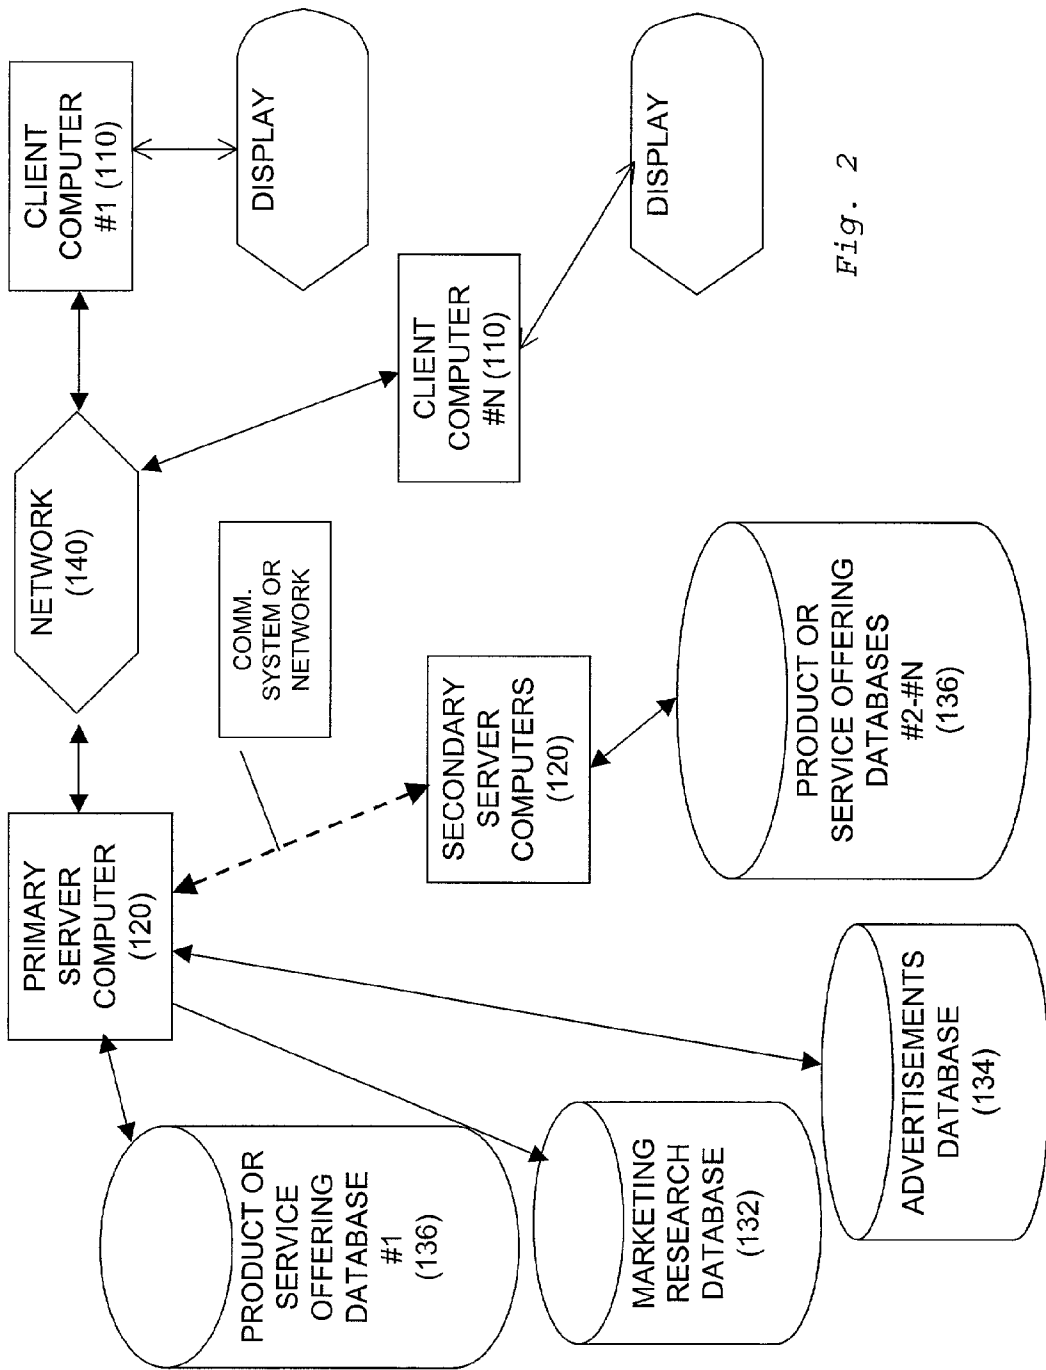 PRIMARY
SERVER
COMPUTER
(120)
NETWORK
(140)
CLIENT
COMPUTER
#1 (110)
DISPLAY
COMM.
SYSTEM OR
NETWORK
CLIENT
COMPUTER
#N (110)
DISPLAY
PRODUCT OR
SERVICE
OFFERING
DATABASE
#1
(136)
SECONDARY
SERVER
COMPUTERS
(120)
MARKETING
RESEARCH
DATABASE
(132)
ADVERTISEMENTS
DATABASE
(134)
PRODUCT OR
SERVICE OFFERING
DATABASES
#2-#N
(136)
Fig. 2